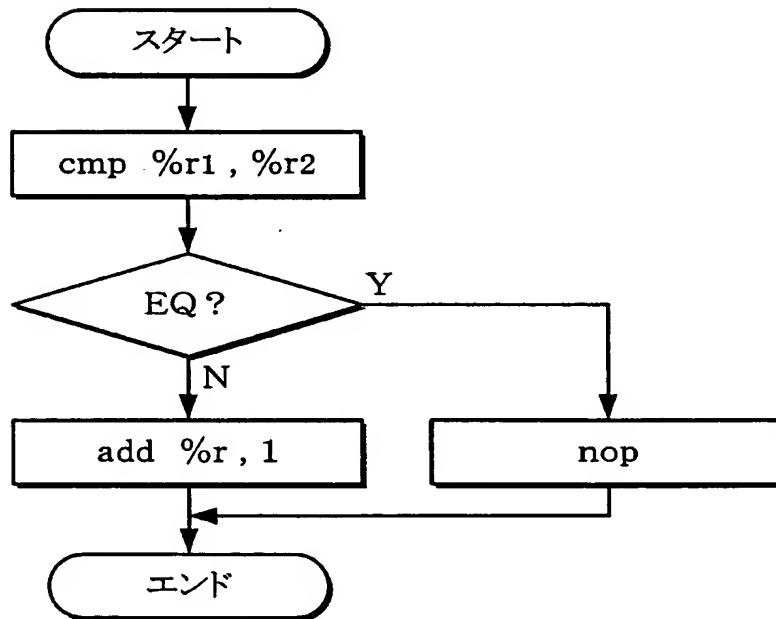 スタート
cmp %r1 , %r2
EQ?
Y
N
add %r , 1
nop
エンド